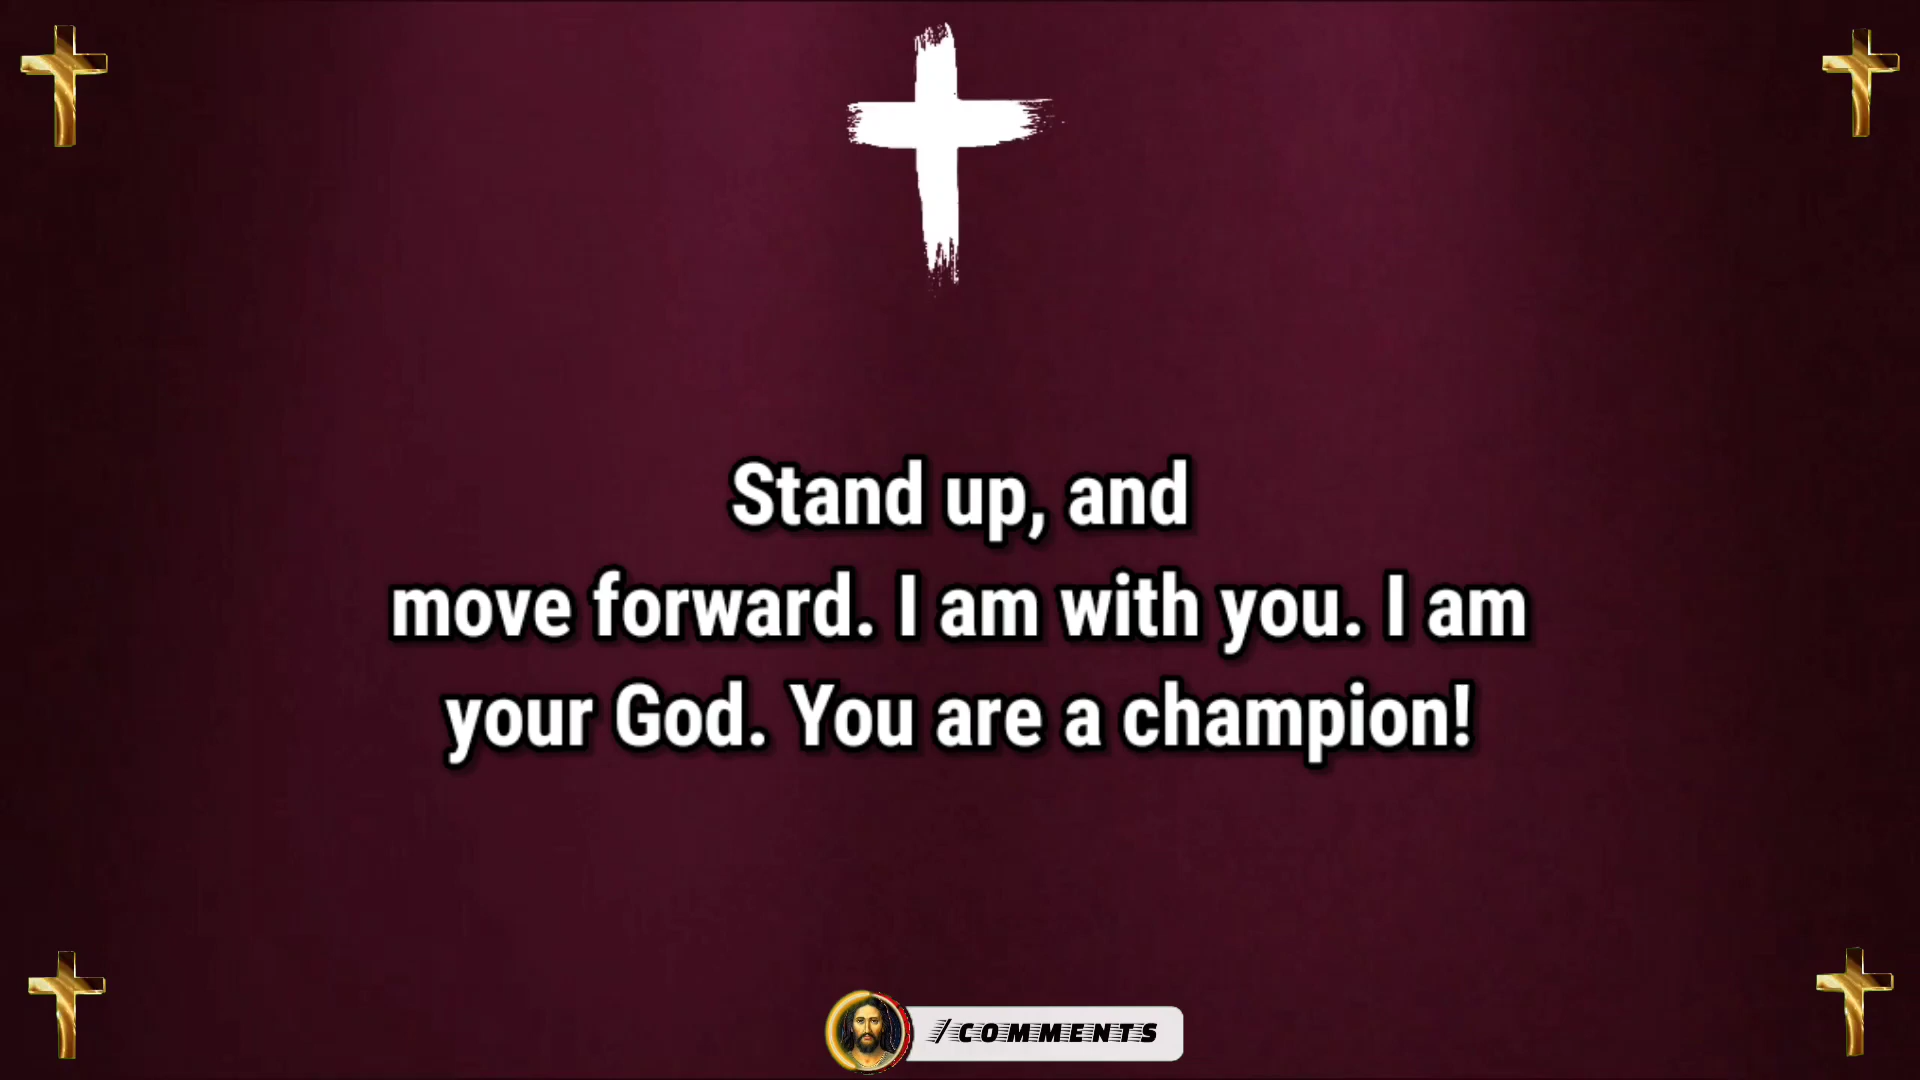 Stand up, and
move forward. I am with you. I am
your God. You are a champion!
/COMMENTS